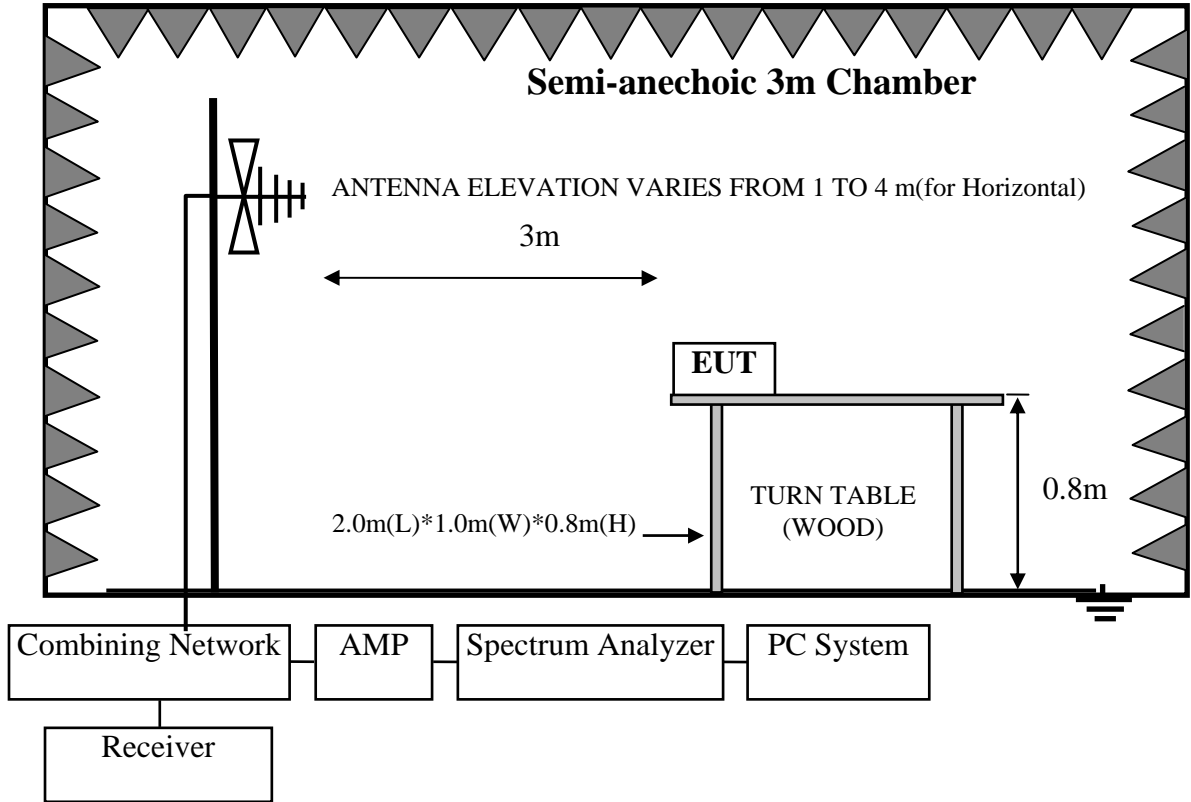 Semi-anechoic 3m Chamber
ANTENNA ELEVATION VARIES FROM 1 TO 4 m(for Horizontal)
3m
EUT
TURN TABLE
(WOOD)
0.8m
2.0m(L)*1.0m(W)*0.8m(H)
Combining Network
AMP
Spectrum Analyzer
PC System
Receiver